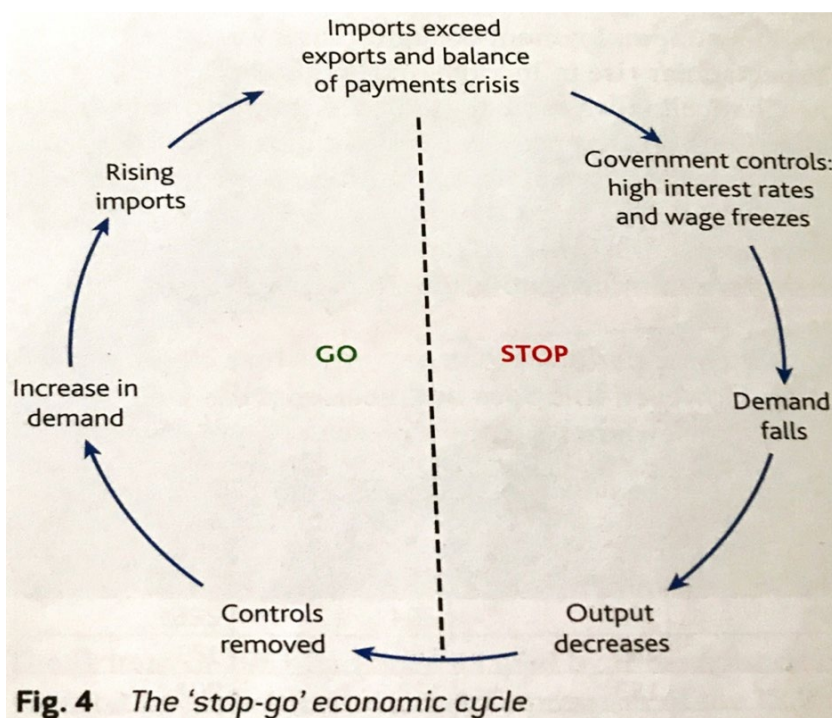 Imports exceed
exports and balance
of payments crisis
Government controls:
high interest rates
and wage freezes
Demand
falls
Output
decreases
Controls
removed
Increase in
demand
Rising
imports
GO
STOP
Fig. 4 The 'stop-go' economic cycle